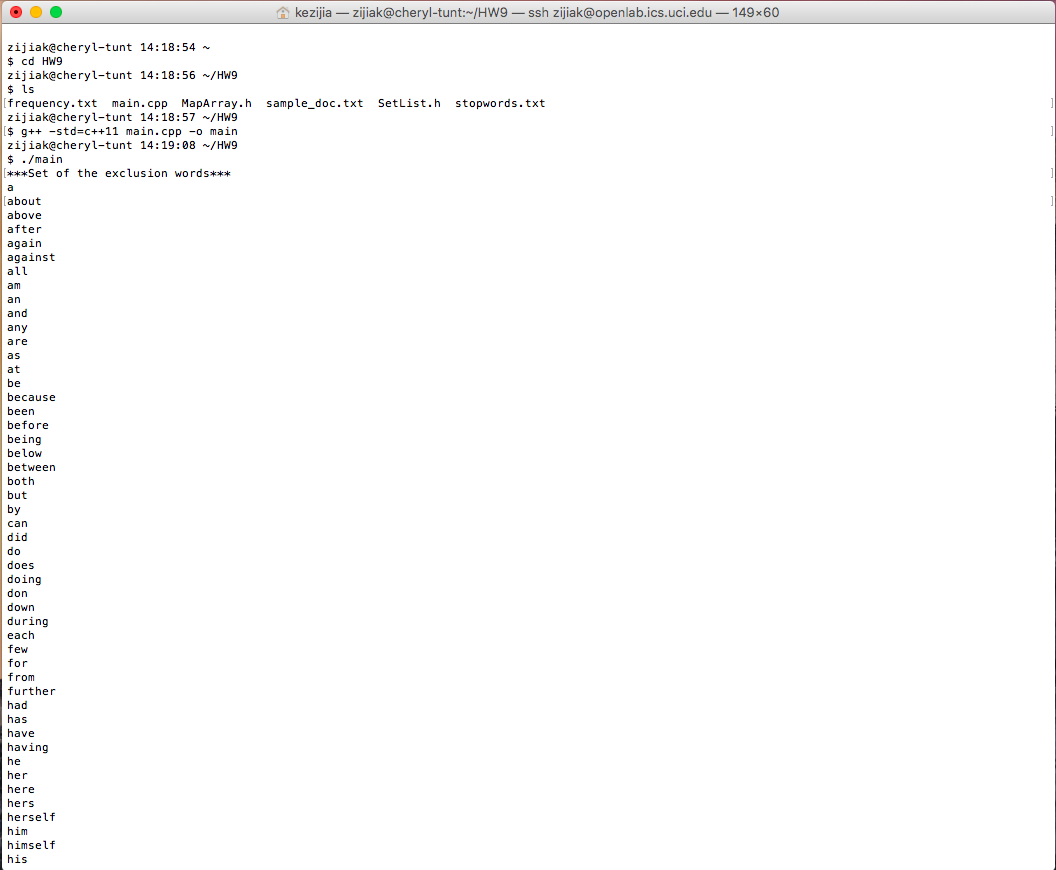 kezijia — zijiak@cheryl-tunt:~/HW9 — ssh zijiak@openlab.ics.uci.edu — 149×60
zijiak@cheryl-tunt 14:18:54 ~
$ cd HW9
zijiak@cheryl-tunt 14:18:56 ~/HW9
$ ls
[frequency.txt  main.cpp  MapArray.h  sample_doc.txt  SetList.h  stopwords.txt ]
zijiak@cheryl-tunt 14:18:57 ~/HW9
[$ g++ -std=c++11 main.cpp -o main ]
zijiak@cheryl-tunt 14:19:08 ~/HW9
$ ./main
[***Set of the exclusion words*** ]
a
[about ]
above
after
again
against
all
am
an
and
any
are
as
at
be
because
been
before
being
below
between
both
but
by
can
did
do
does
doing
don
down
during
each
few
for
from
further
had
has
have
having
he
her
here
hers
herself
him
himself
his